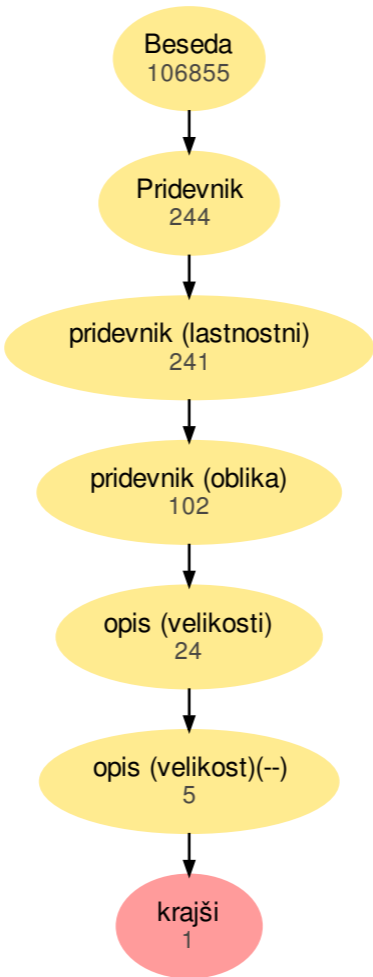 Beseda
106855
Pridevnik
244
pridevnik (lastnostni)
241
pridevnik (oblika)
102
opis (velikosti)
24
opis (velikost)(--)
5
krajši
1